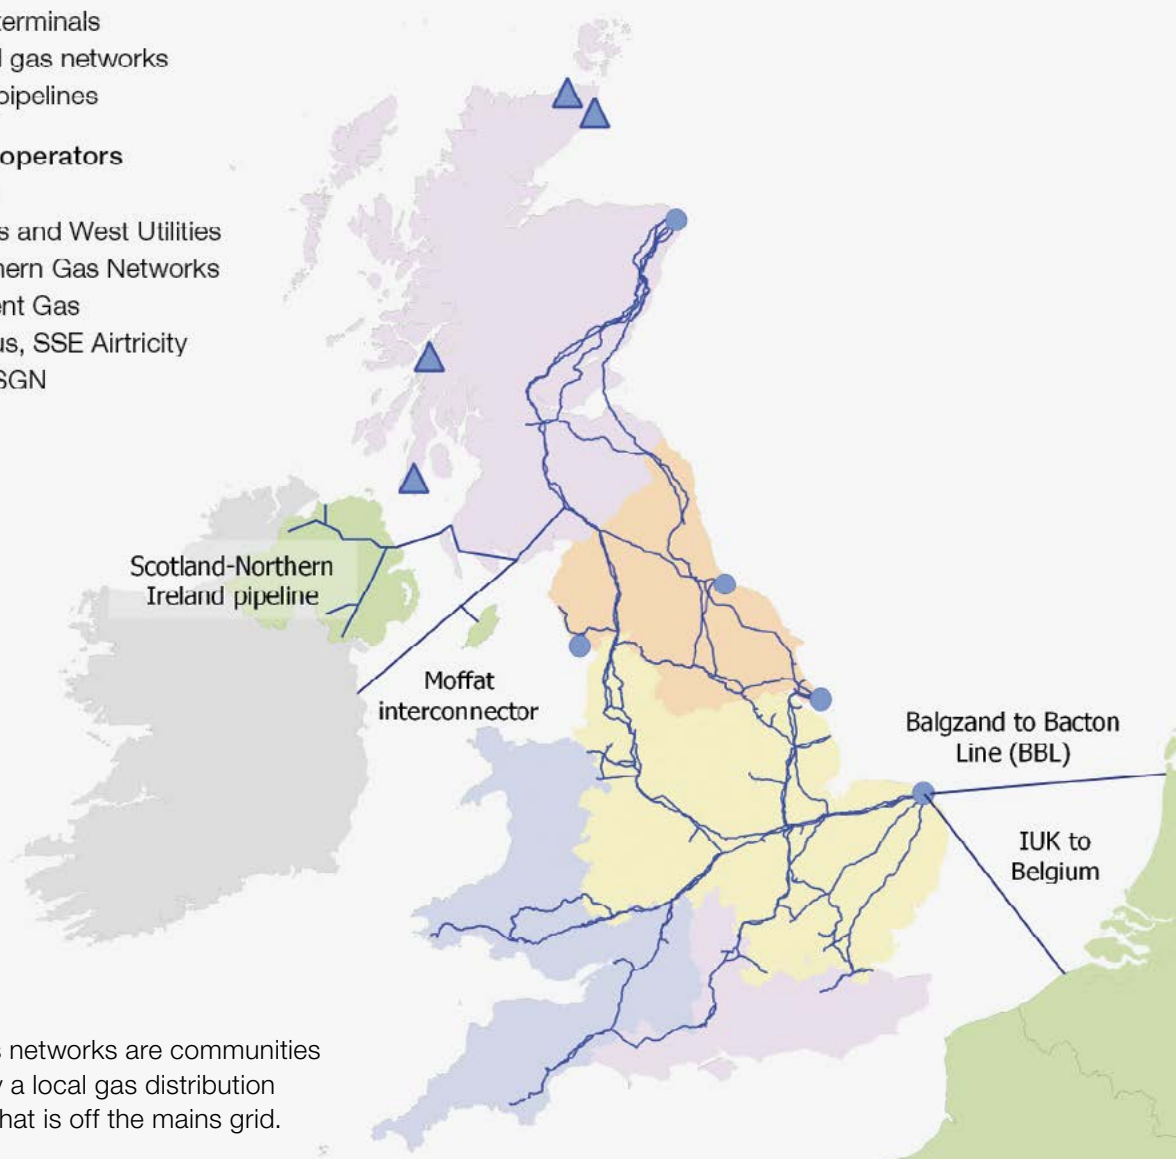 erminals
gas networks
pipelines
operators
s and West Utilities
hern Gas Networks
ent Gas
us, SSE Airtricity
SGN
Scotland-Northern
Ireland pipeline
Moffat
interconnector
Balgzand to Bacton
Line (BBL)
IUK to
Belgium
s networks are communities
y a local gas distribution
hat is off the mains grid.